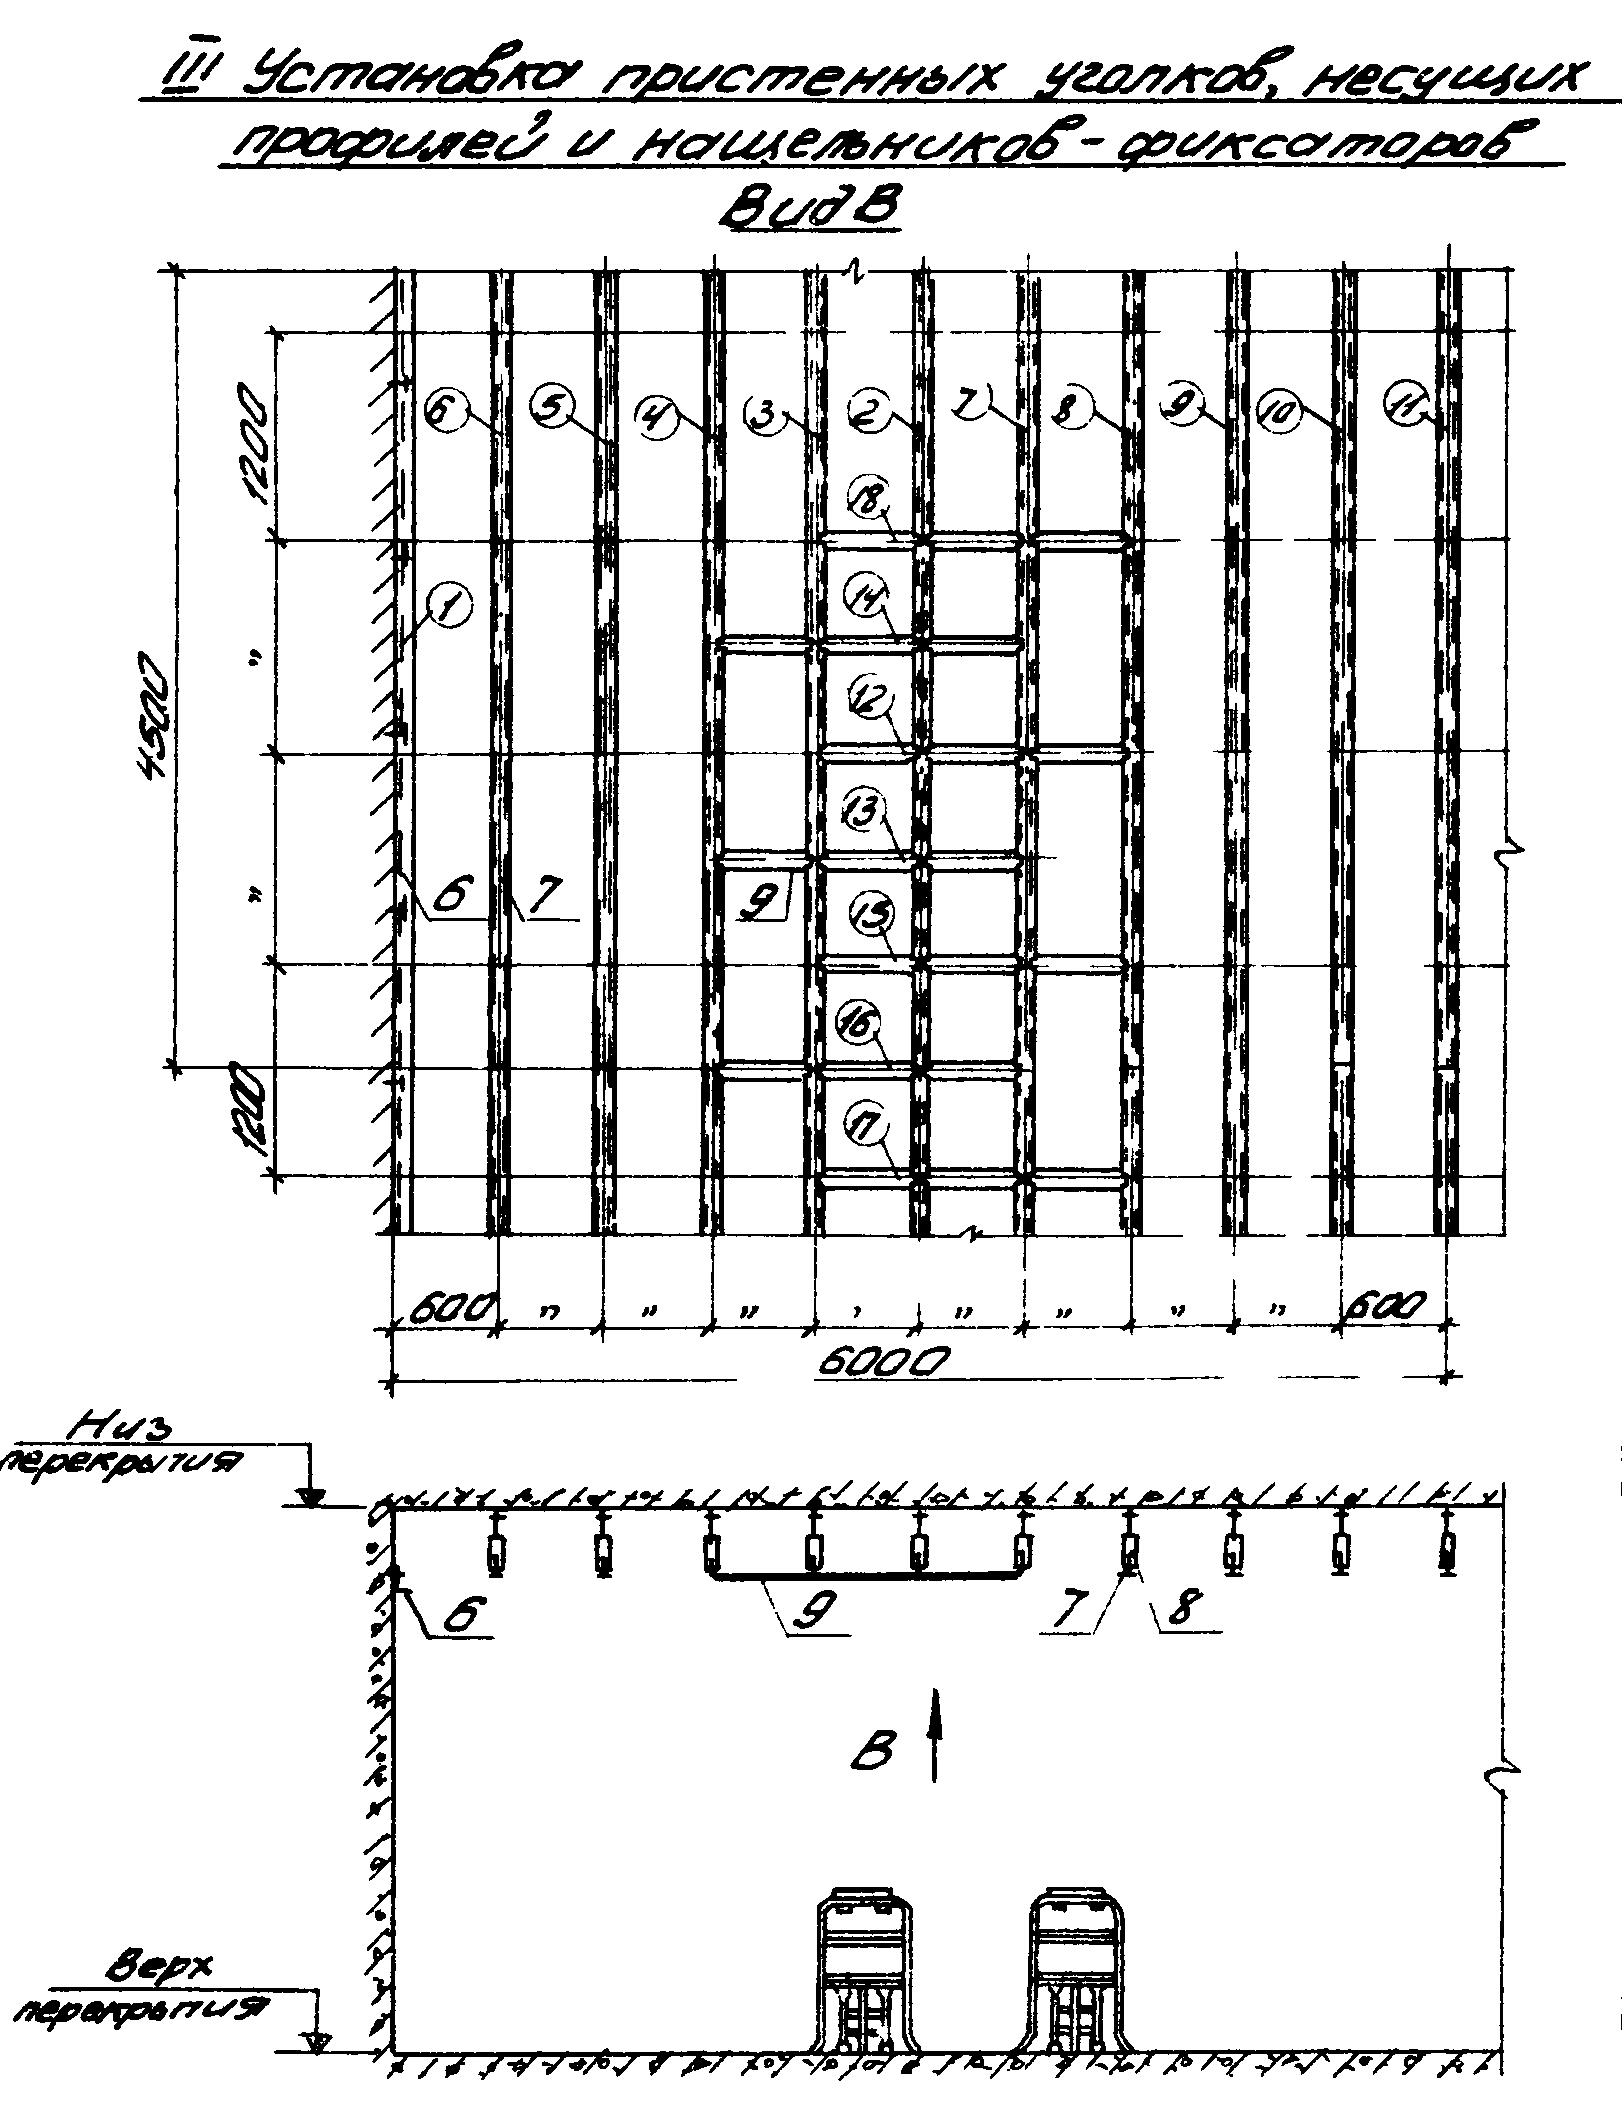 III Установка пристенных уголков, несущих
профилей и нащельников-фиксаторов
Вид В
6 5 4 3 2 7 8 9 10 11
1200
18
14
1
"
12
4500
13
6 7 9
"
15
16
1200
17
600 " " " " " " " " 600
6000
Низ
перекрытия
6 9 7 8
В
Верх
перекрытия